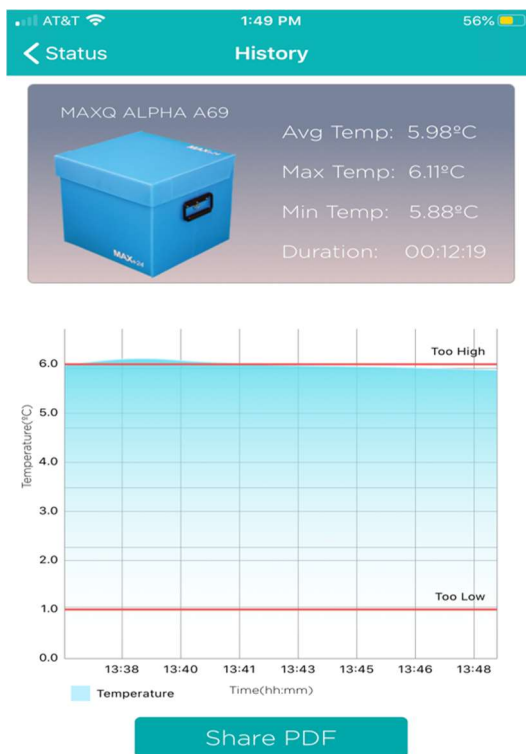 AT&T 1:49 PM 56%
Status History
MAXQ ALPHA A69
Avg Temp: 5.98ºC
Max Temp: 6.11ºC
Min Temp: 5.88ºC
Duration: 00:12:19
Too High
6.0
5.0
4.0
3.0
2.0
Too Low
1.0
0.0
Temperature(ºC)
13:38 13:40 13:41 13:43 13:45 13:46 13:48
Temperature
Time(hh:mm)
Share PDF